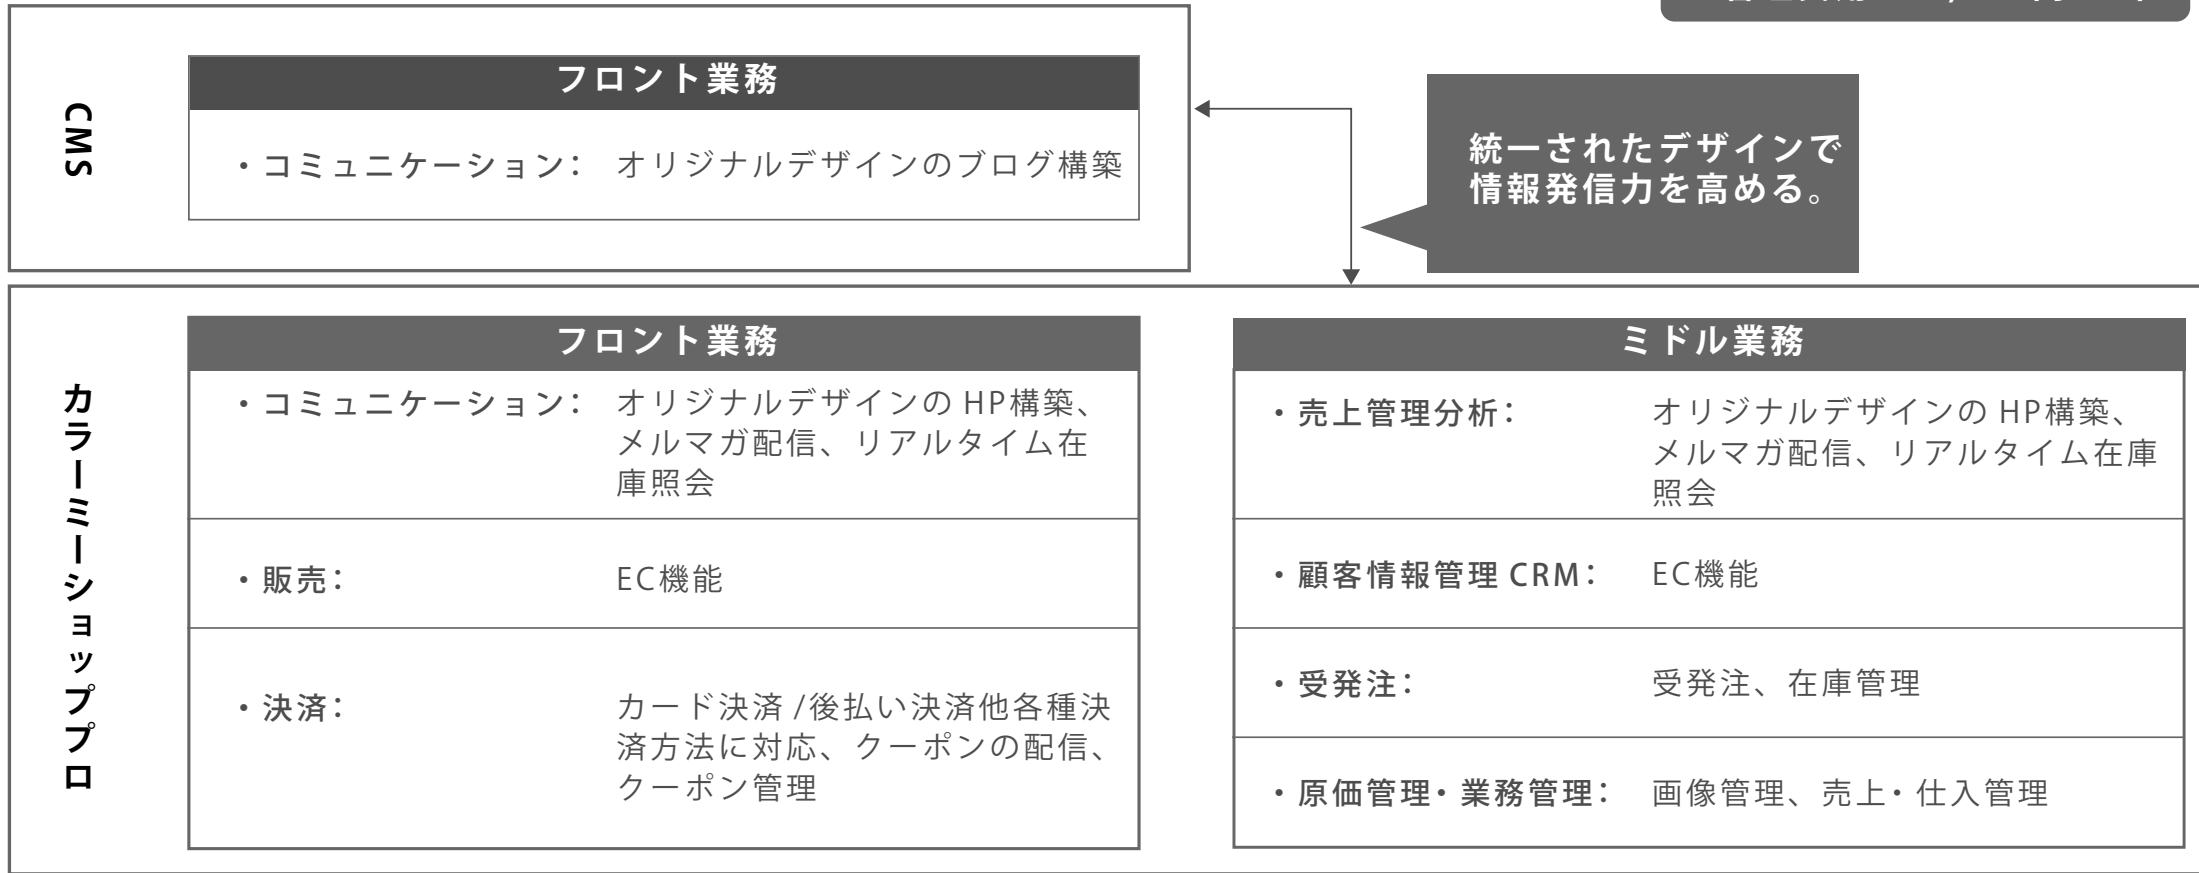 CMS
フロント業務
・コミュニケーション： オリジナルデザインのブログ構築
統一されたデザインで
情報発信力を高める。
カラーミーショッププロ
フロント業務
・コミュニケーション： オリジナルデザインの HP構築、
メルマガ配信、リアルタイム在
庫照会
・販売： EC機能
・決済： カード決済 /後払い決済他各種決
済方法に対応、クーポンの配信、
クーポン管理
ミドル業務
・売上管理分析： オリジナルデザインの HP構築、
メルマガ配信、リアルタイム在庫
照会
・顧客情報管理 CRM： EC機能
・受発注： 受発注、在庫管理
・原価管理・業務管理： 画像管理、売上・仕入管理